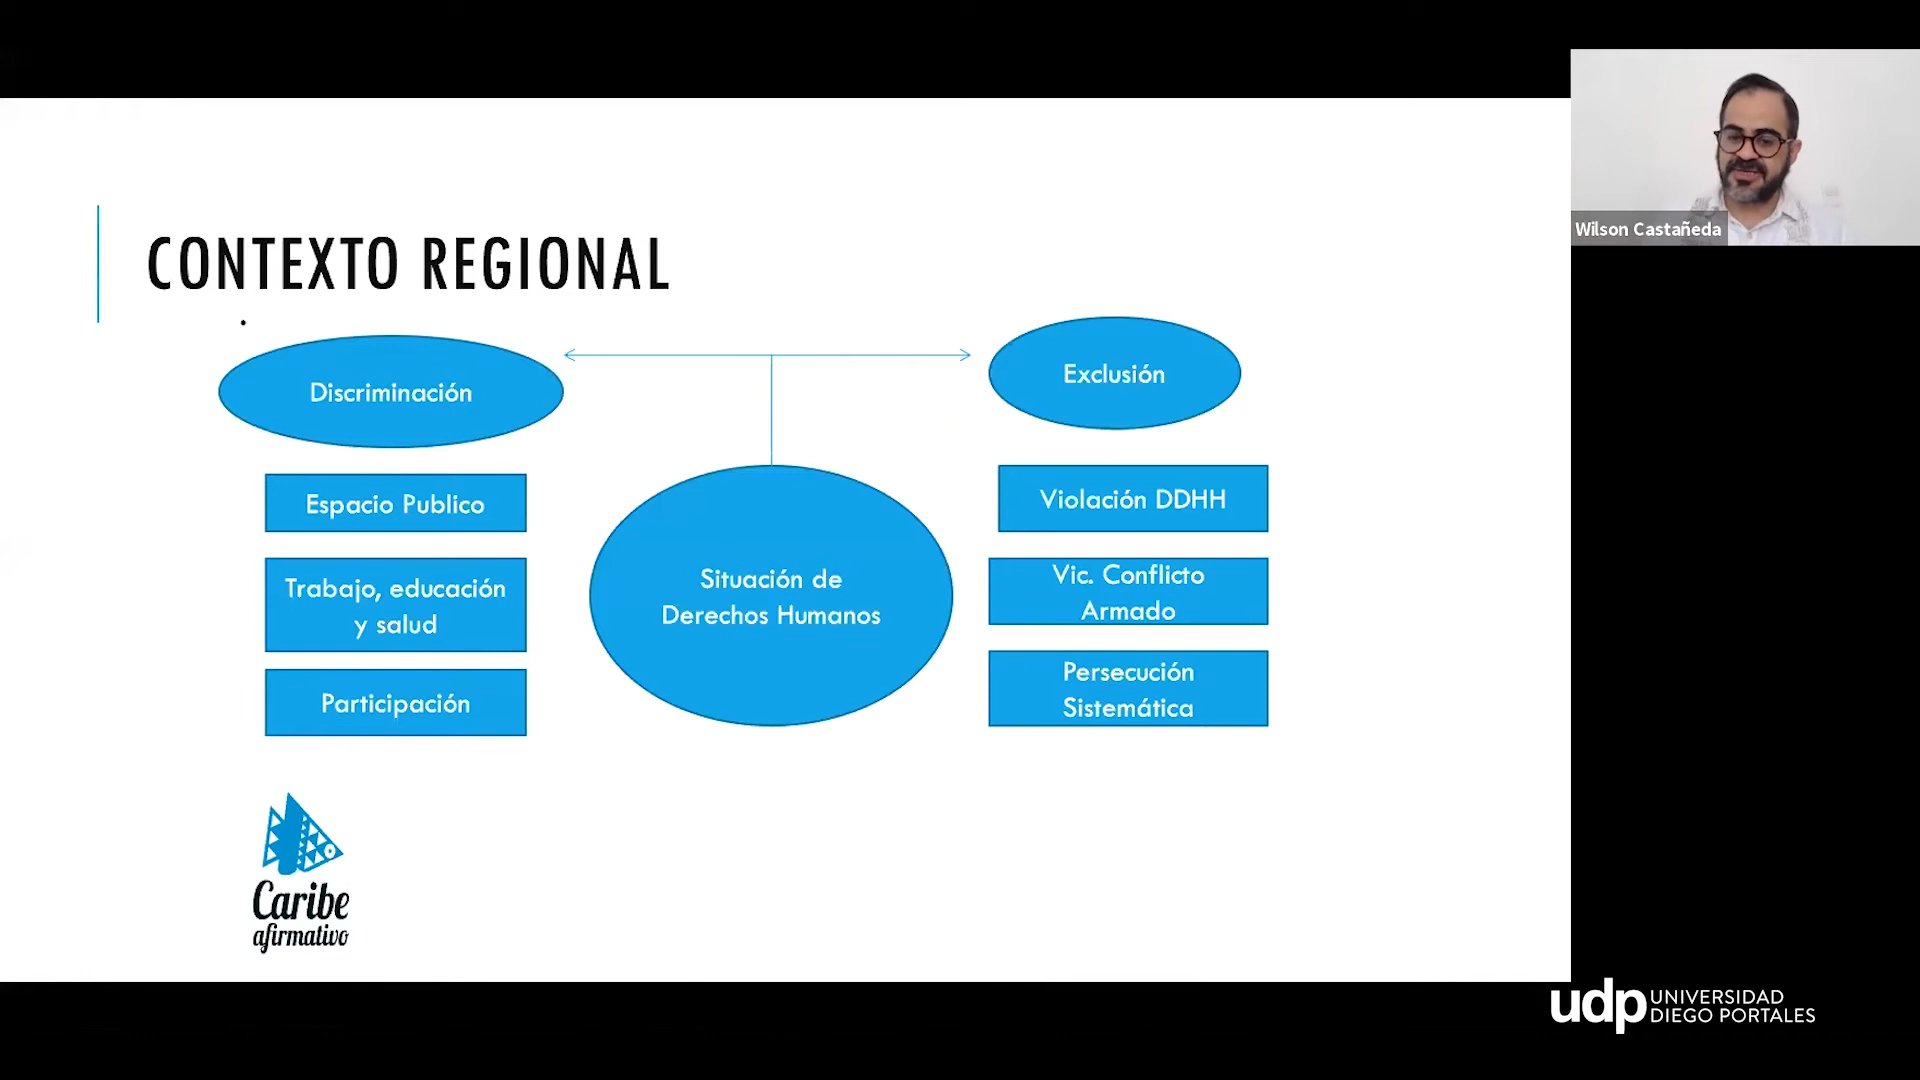 CONTEXTO REGIONAL
Discriminación
Exclusión
Espacio Publico
Trabajo, educación
y salud
Participación
Situación de
Derechos Humanos
Violación DDHH
Vic. Conflicto
Armado
Persecución
Sistemática
Caribe
afirmativo
Wilson Castañeda
udp UNIVERSIDAD
DIEGO PORTALES